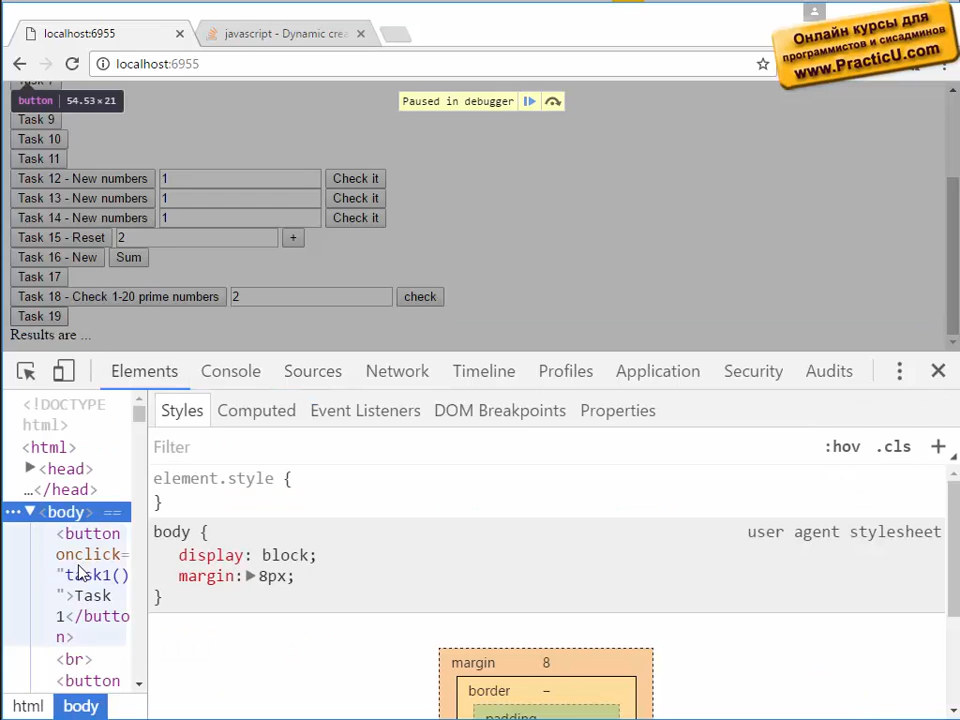 localhost:6955
javascript - Dynamic crea
localhost:6955
Онлайн курсы для
программистов и сисадминов
www.PracticU.com
button 54.53×21
Paused in debugger
Task 9
Task 10
Task 11
Task 12 - New numbers 1 Check it
Task 13 - New numbers 1 Check it
Task 14 - New numbers 1 Check it
Task 15 - Reset 2 +
Task 16 - New Sum
Task 17
Task 18 - Check 1-20 prime numbers 2 check
Task 19
Results are ...
Elements Console Sources Network Timeline Profiles Application Security Audits
<!DOCTYPE
html>
<html>
<head>
…</head>
<body> ==
<button
onclick=
"task1()
">Task
1</butto
n>
<br>
<button
html body
Styles Computed Event Listeners DOM Breakpoints Properties
Filter :hov .cls +
element.style {
}
body { user agent stylesheet
display: block;
margin: 8px;
}
margin 8
border –
padding